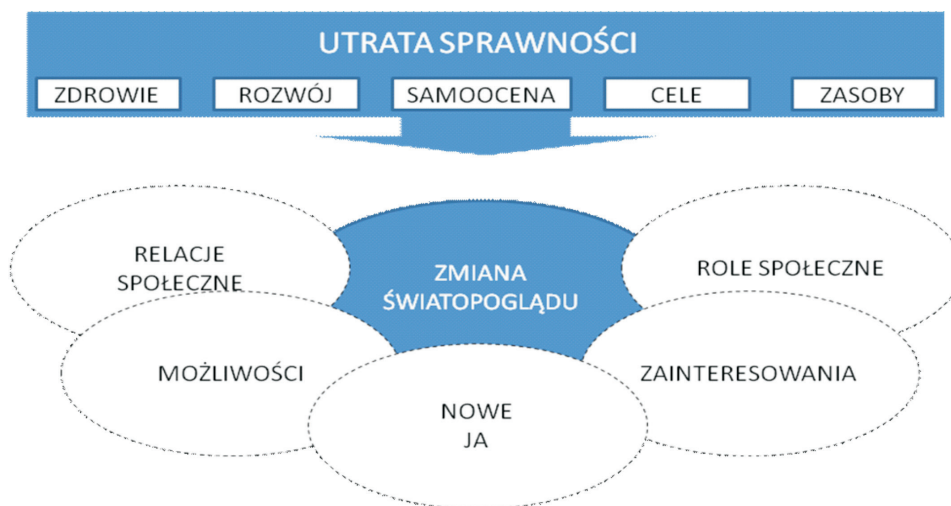 UTRATA SPRAWNOŚCI
ZDROWIE
ROZWÓJ
SAMOOCENA
CELE
ZASOBY
RELACJE
SPOŁECZNE
ZMIANA
ŚWIATOPOGLĄDU
ROLE SPOŁECZNE
MOŻLIWOŚCI
ZAINTERESOWANIA
NOWE
JA